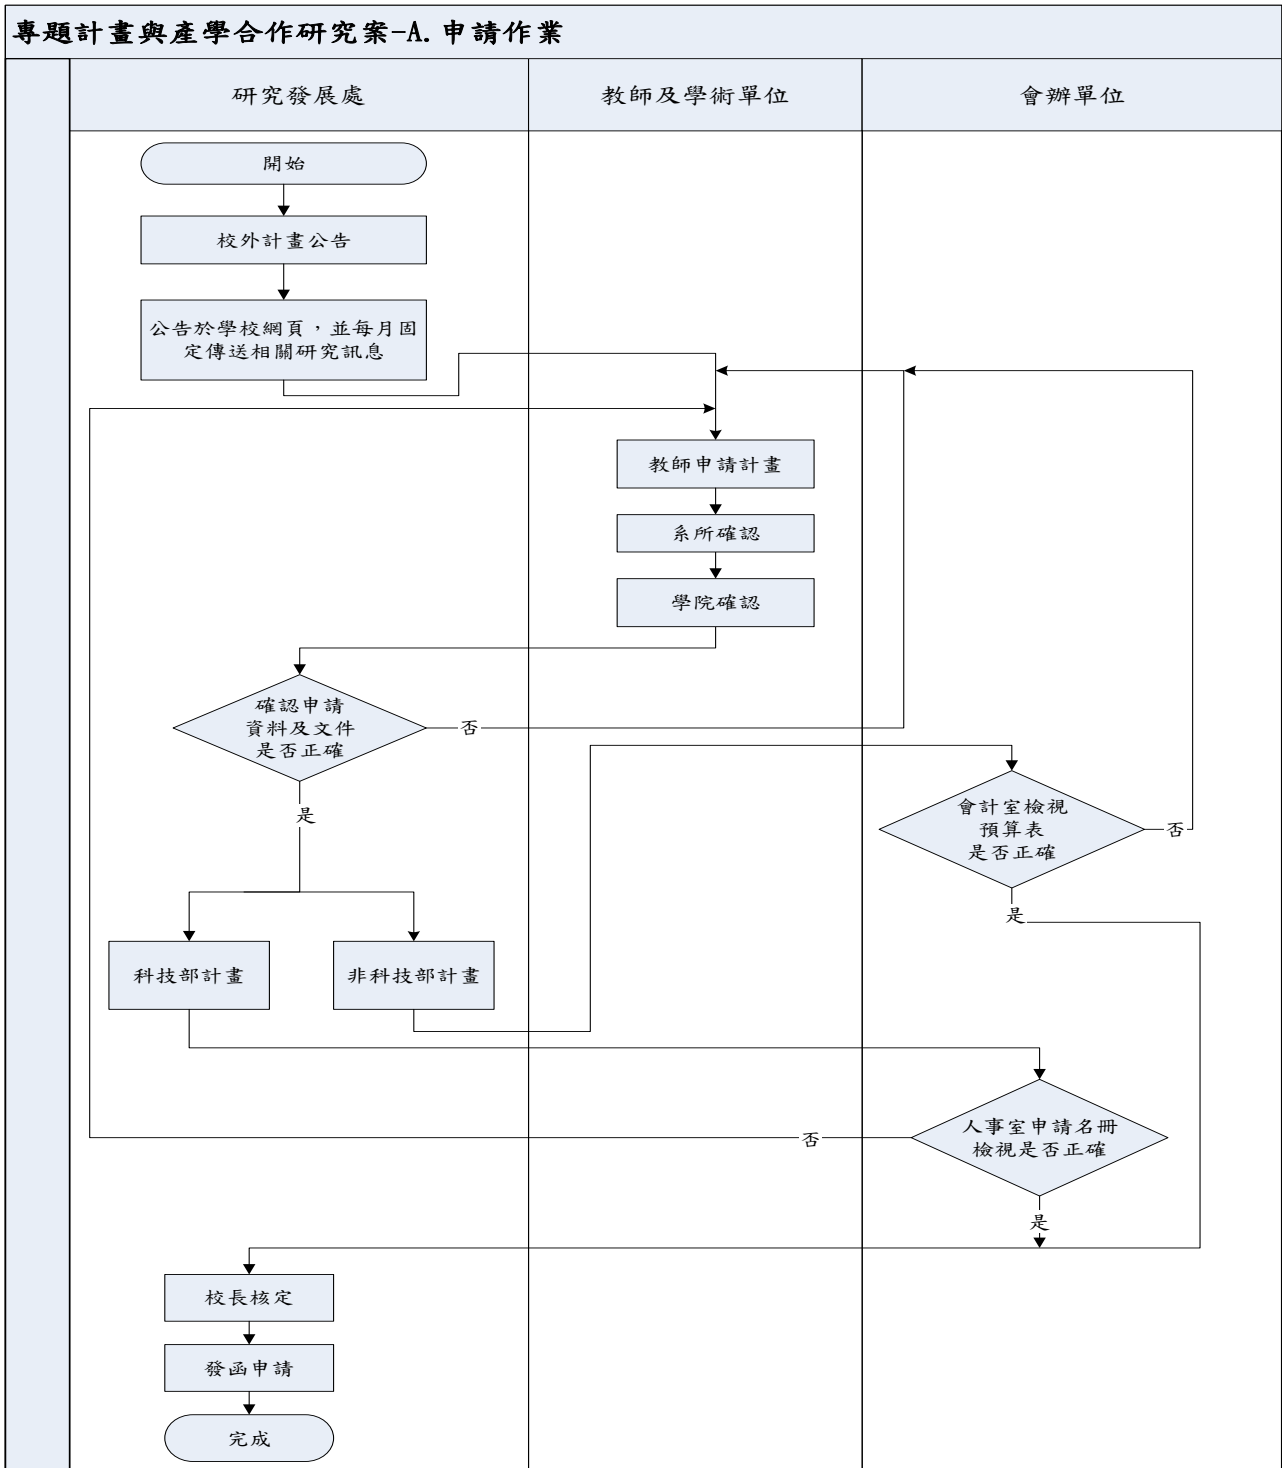 專題計畫與產學合作研究案-A.申請作業
研究發展處
教師及學術單位
會辦單位
開始
校外計畫公告
公告於學校網頁，並每月固
定傳送相關研究訊息
教師申請計畫
系所確認
學院確認
確認申請
資料及文件
是否正確
否
是
會計室檢視
預算表
是否正確
否
是
科技部計畫
非科技部計畫
人事室申請名冊
檢視是否正確
否
是
校長核定
發函申請
完成